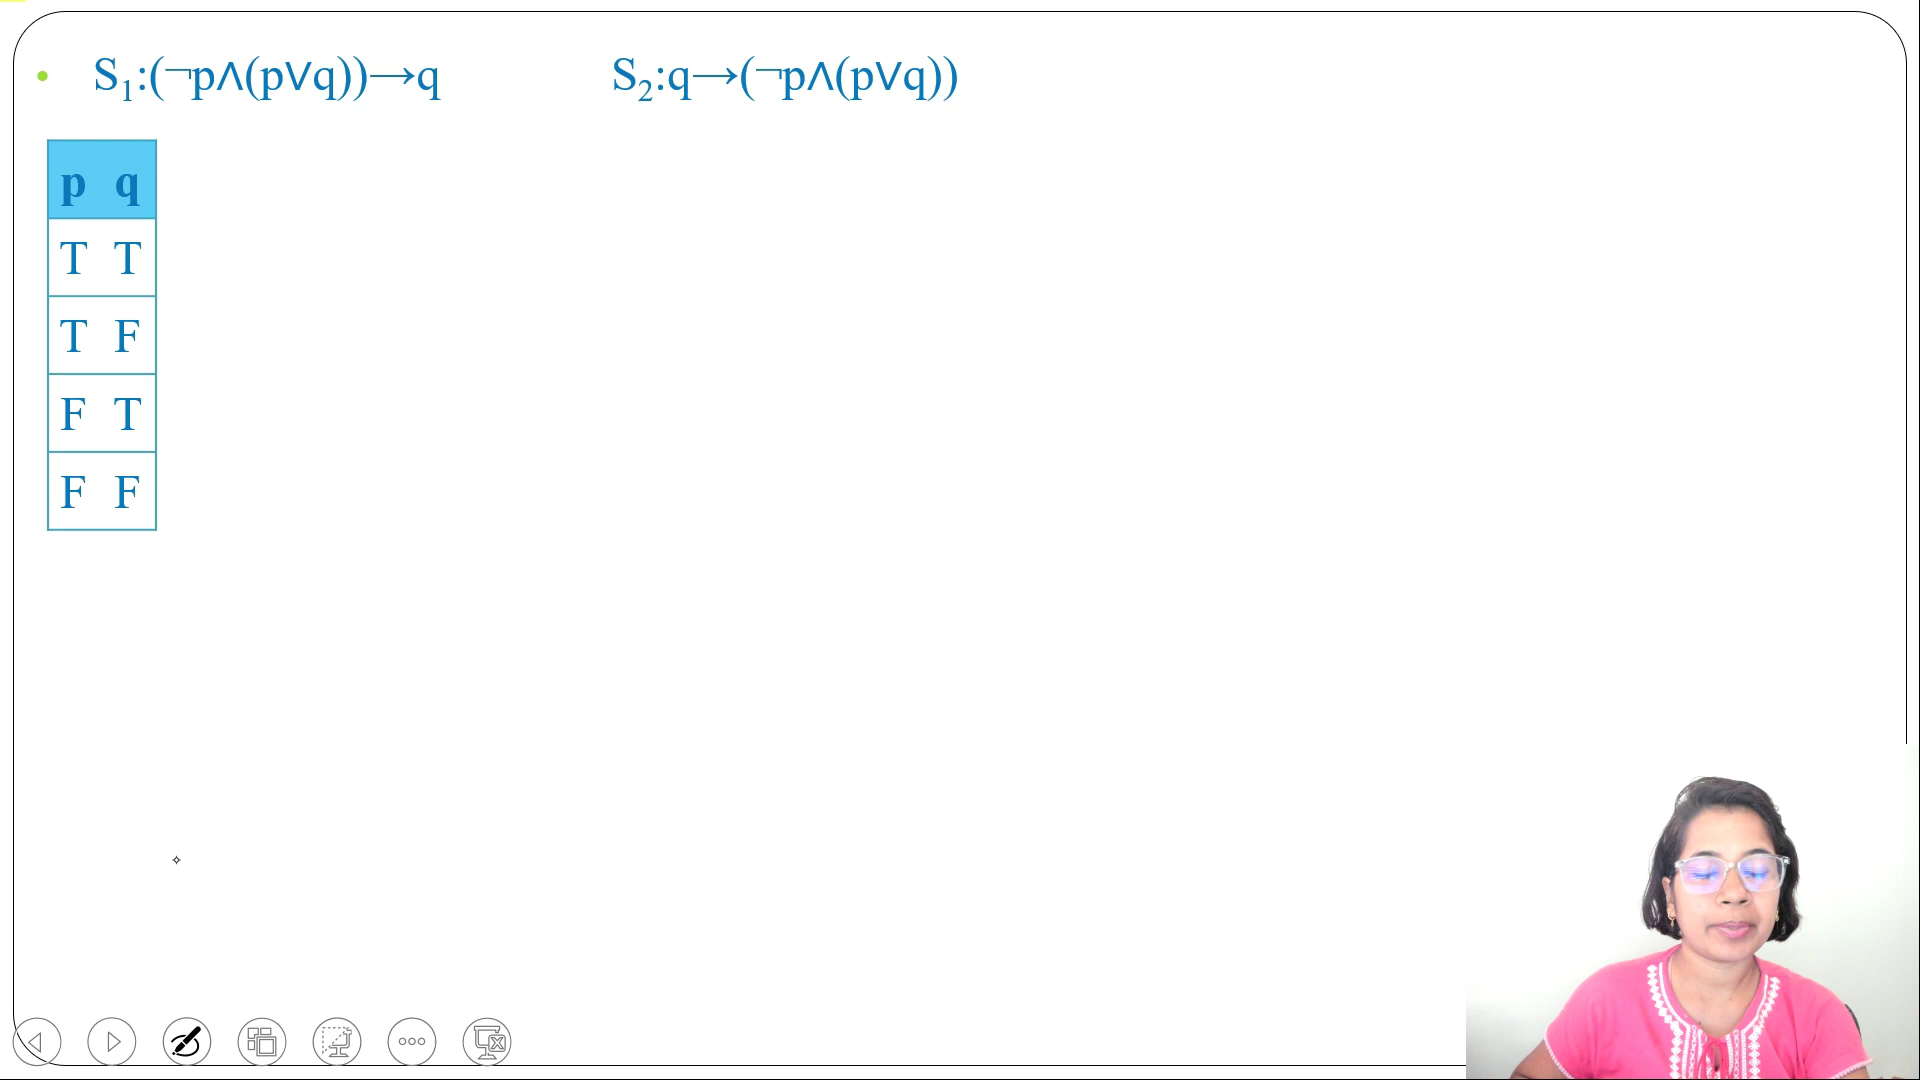 • S₁:(¬p∧(p∨q))→q S₂:q→(¬p∧(p∨q))
p q
T T
T F
F T
F F